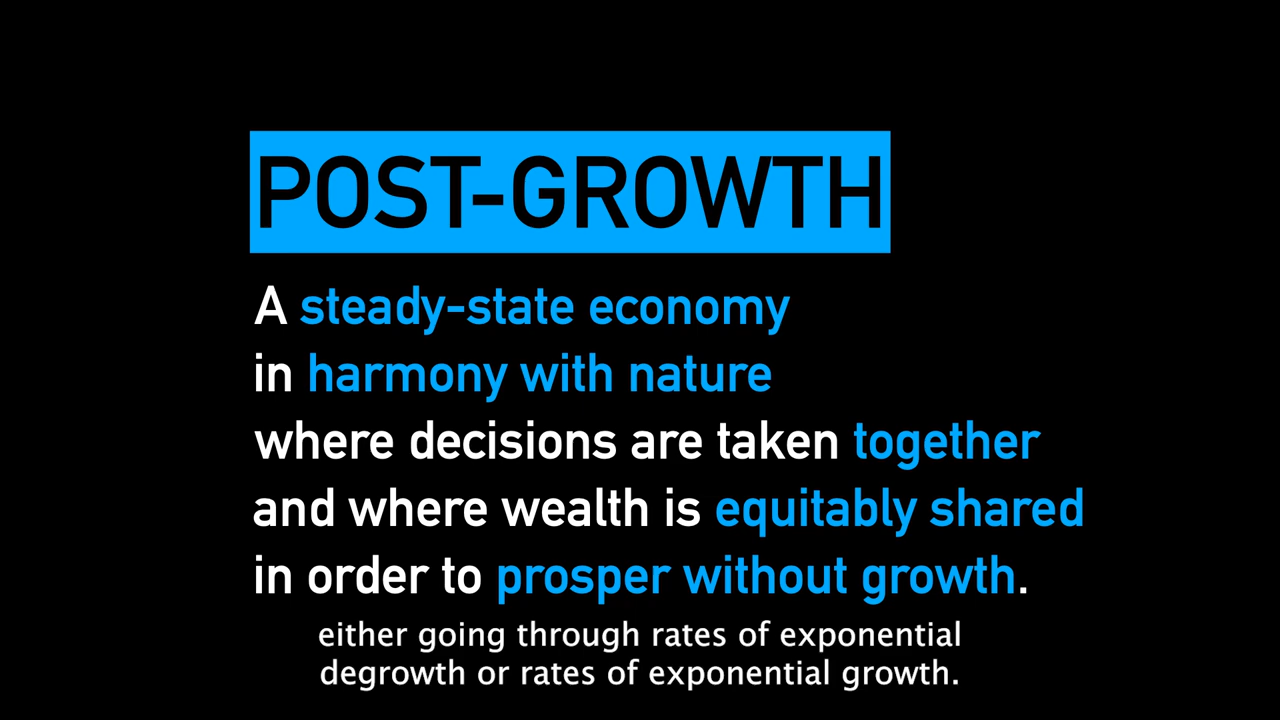 POST-GROWTH
A steady-state economy
in harmony with nature
where decisions are taken together
and where wealth is equitably shared
in order to prosper without growth.
either going through rates of exponential
degrowth or rates of exponential growth.